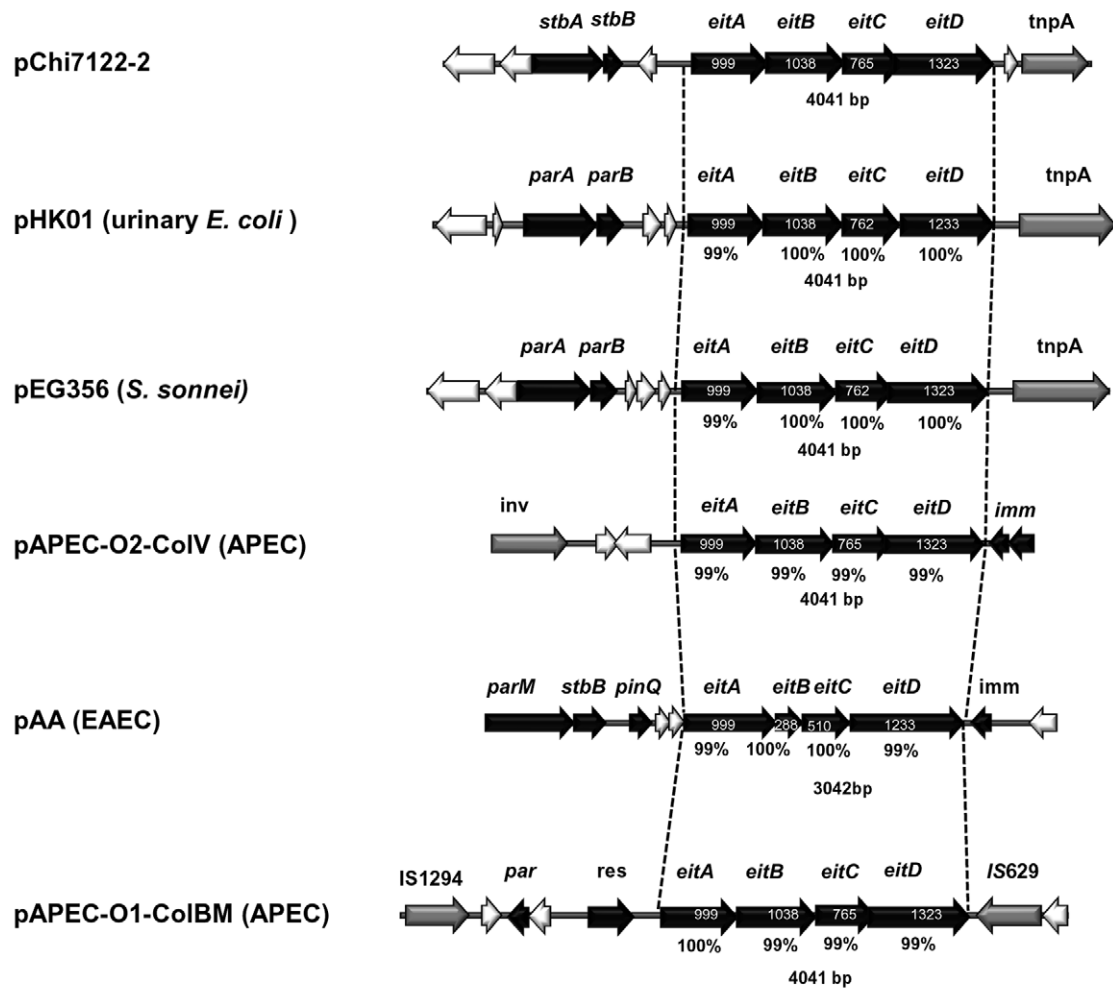 stbA stbB eitA eitB eitC eitD tnpA
pChi7122-2
999 1038 765 1323
4041 bp
parA parB eitA eitB eitC eitD tnpA
pHK01 (urinary E. coli )
999 1038 762 1233
99% 100% 100% 100%
4041 bp
parA parB eitA eitB eitC eitD tnpA
pEG356 (S. sonnei)
999 1038 762 1323
99% 100% 100% 100%
4041 bp
inv eitA eitB eitC eitD imm
pAPEC-O2-ColV (APEC)
999 1038 765 1323
99% 99% 99% 99%
4041 bp
parM stbB pinQ eitA eitB eitC eitD imm
pAA (EAEC)
999 288 510 1233
99% 100% 100% 99%
3042bp
IS1294 par res eitA eitB eitC eitD IS629
pAPEC-O1-ColBM (APEC)
999 1038 765 1323
100% 99% 99% 99%
4041 bp